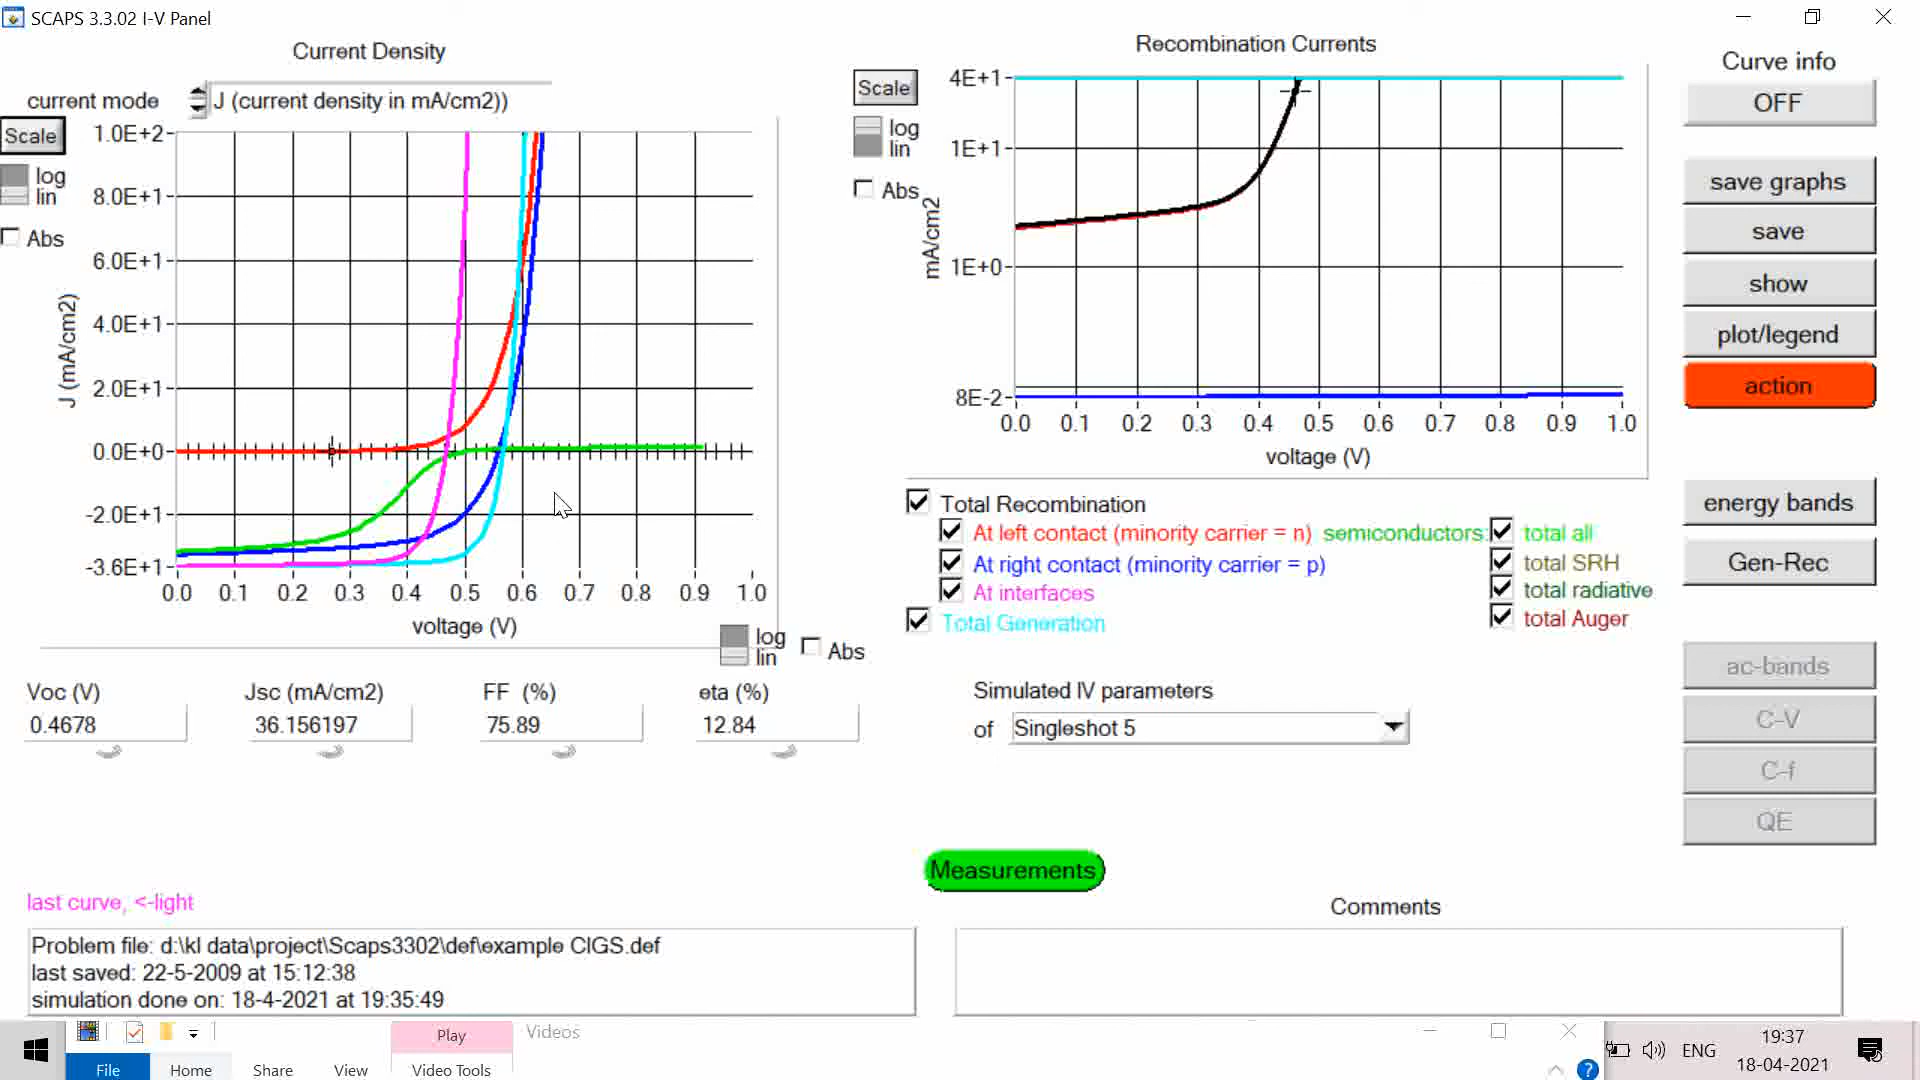 SCAPS 3.3.02 I-V Panel
Current Density
current mode
J (current density in mA/cm2))
Scale
log
lin
Abs
J (mA/cm2)
1.0E+2
8.0E+1
6.0E+1
4.0E+1
2.0E+1
0.0E+0
-2.0E+1
-3.6E+1
0.0 0.1 0.2 0.3 0.4 0.5 0.6 0.7 0.8 0.9 1.0
voltage (V)
log
lin
Abs
Voc (V) Jsc (mA/cm2) FF (%) eta (%)
0.4678 36.156197 75.89 12.84
Recombination Currents
Scale
log
lin
Abs
mA/cm2
4E+1
1E+1
1E+0
8E-2
0.0 0.1 0.2 0.3 0.4 0.5 0.6 0.7 0.8 0.9 1.0
voltage (V)
Total Recombination
At left contact (minority carrier = n) semiconductors: total all
At right contact (minority carrier = p) total SRH
At interfaces total radiative
Total Generation total Auger
Simulated IV parameters
of Singleshot 5
Curve info
OFF
save graphs
save
show
plot/legend
action
energy bands
Gen-Rec
ac-bands
C-V
C-f
QE
Measurements
last curve, <-light
Problem file: d:\kl data\project\Scaps3302\def\example CIGS.def
last saved: 22-5-2009 at 15:12:38
simulation done on: 18-4-2021 at 19:35:49
Comments
Play Videos
File Home Share View Video Tools
ENG
19:37
18-04-2021